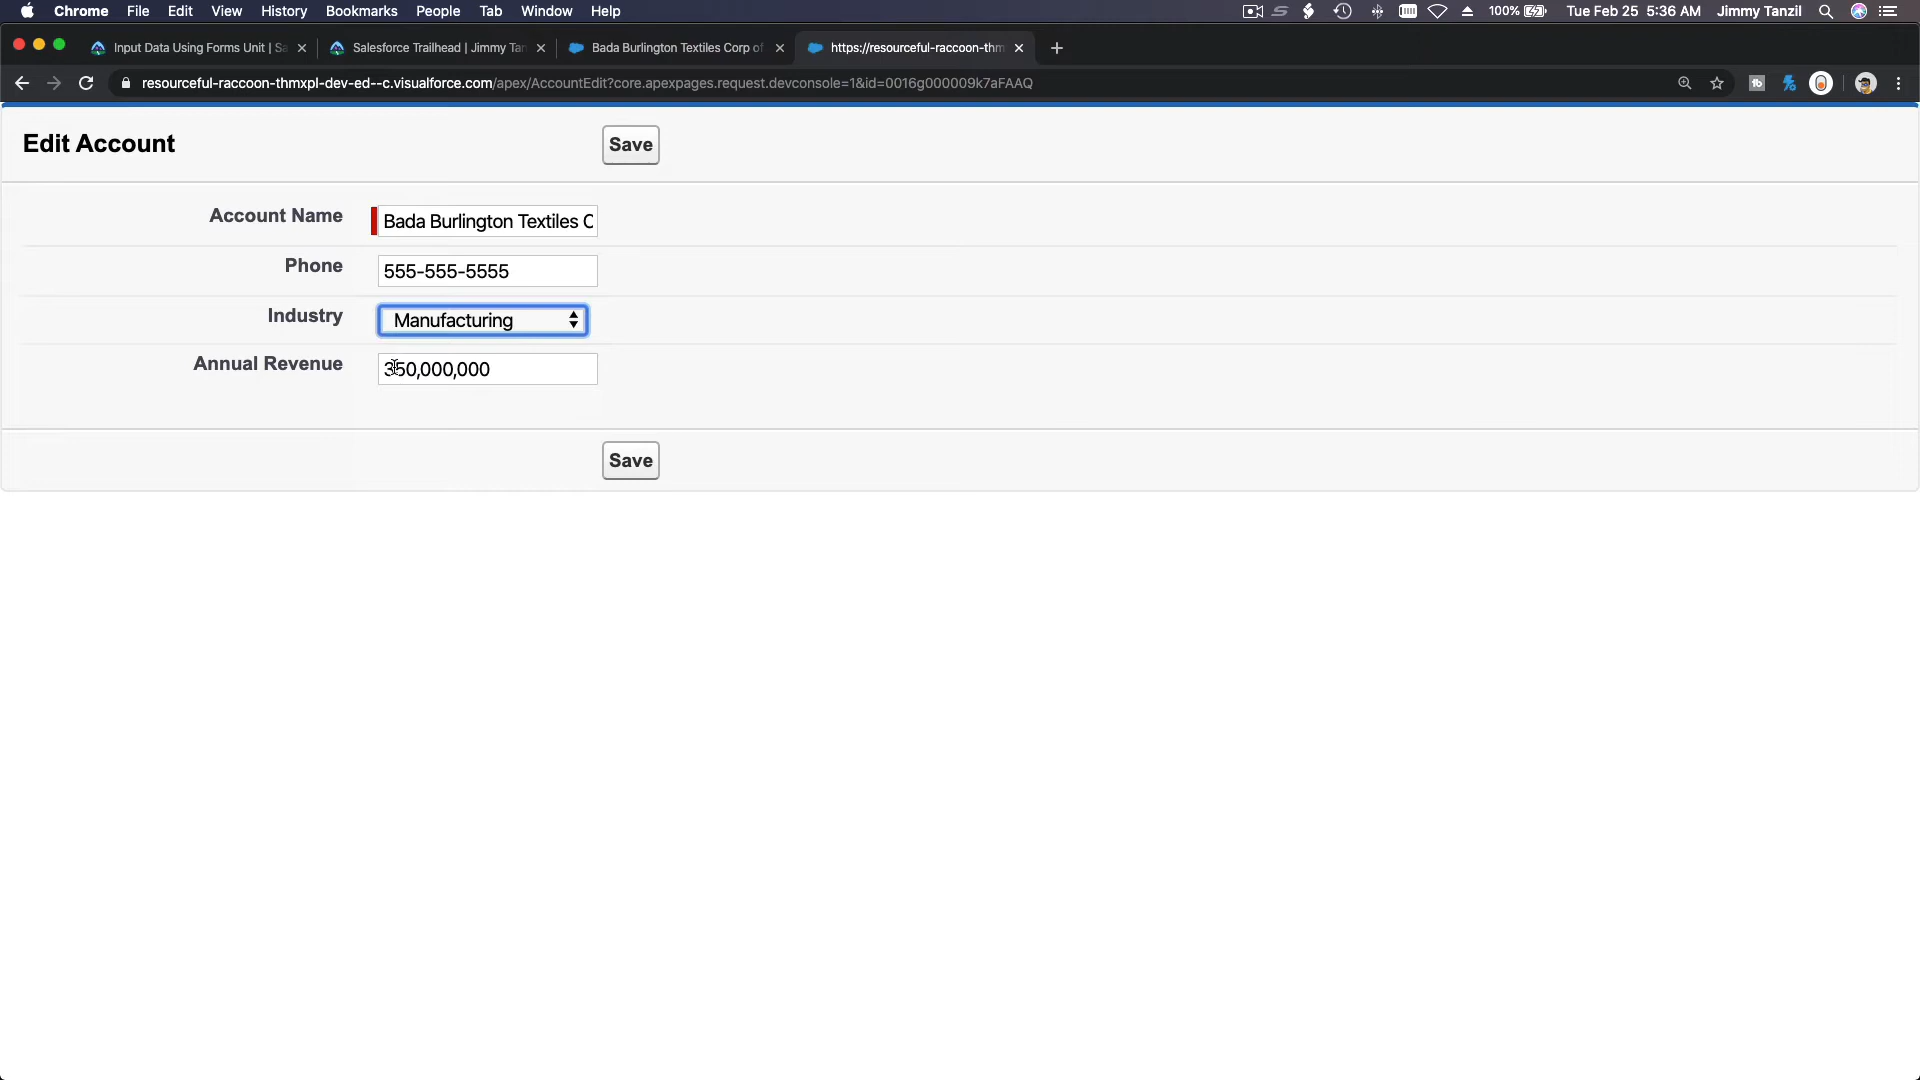 Chrome File Edit View History Bookmarks People Tab Window Help 100% Tue Feb 25 5:36 AM Jimmy Tanzil
Input Data Using Forms Unit | Sa
Salesforce Trailhead | Jimmy Tan
Bada Burlington Textiles Corp of
https://resourceful-raccoon-thm
resourceful-raccoon-thmxpl-dev-ed--c.visualforce.com/apex/AccountEdit?core.apexpages.request.devconsole=1&id=0016g000009k7aFAAQ
Edit Account Save
Account Name Bada Burlington Textiles C
Phone 555-555-5555
Industry Manufacturing
Annual Revenue 350,000,000
Save